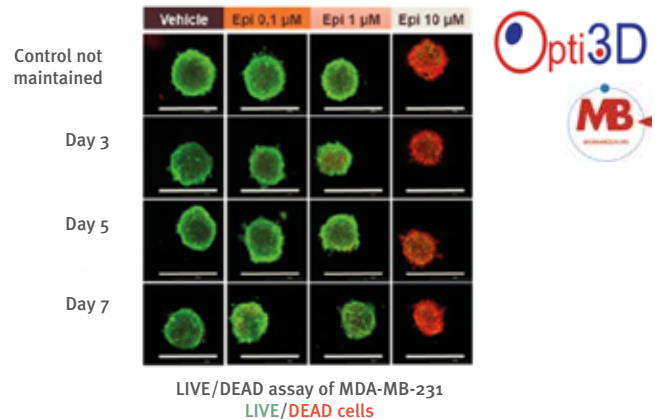 Vehicle Epi 0,1 µM Epi 1 µM Epi 10 µM
Control not
maintained
Day 3
Day 5
Day 7
Opti3D
MB
LIVE/DEAD assay of MDA-MB-231
LIVE/DEAD cells